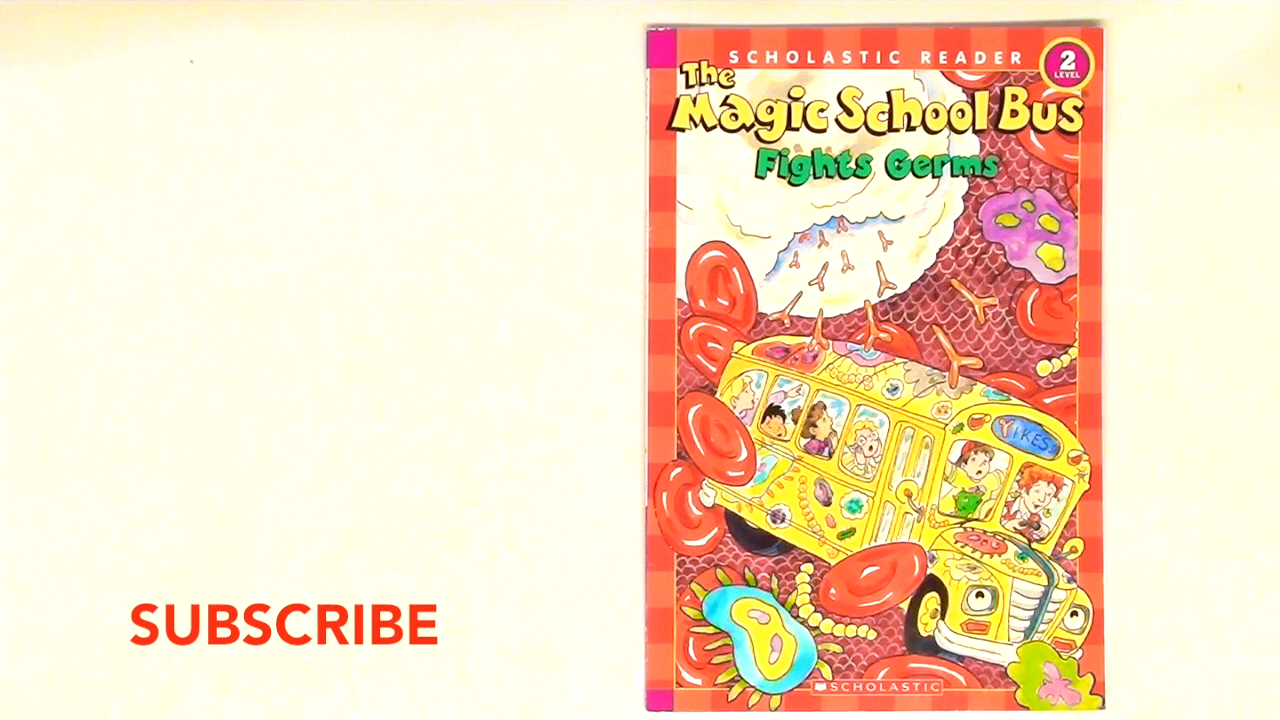 SCHOLASTIC READER
2
LEVEL
The
Magic School Bus
Fights Germs
YIKES
SCHOLASTIC
SUBSCRIBE